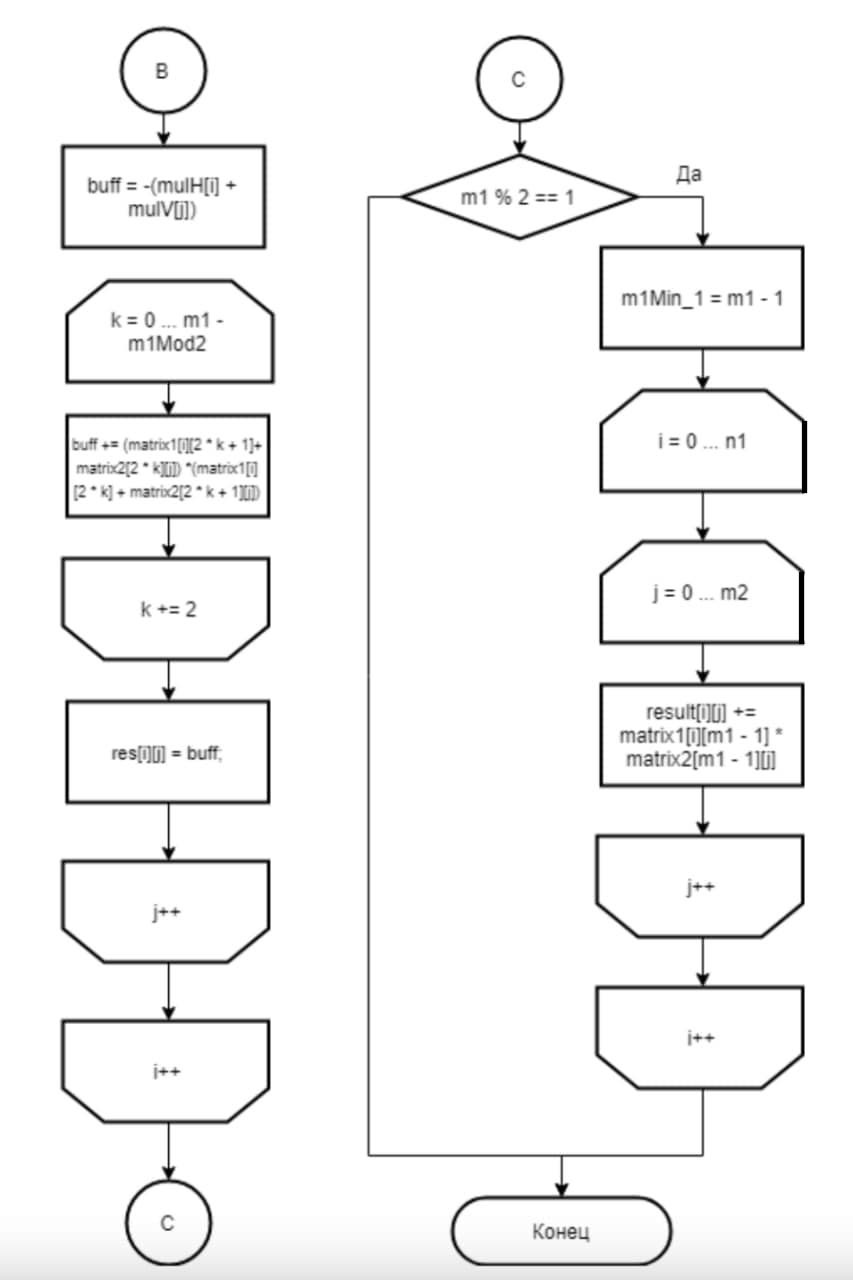 B
buff = -(mulH[i] +
mulV[j])
k = 0 ... m1 -
m1Mod2
buff += (matrix1[i][2 * k + 1]+
matrix2[2 * k][j]) *(matrix1[i]
[2 * k] + matrix2[2 * k + 1][j])
k += 2
res[i][j] = buff;
j++
i++
C
C
m1 % 2 == 1
Да
m1Min_1 = m1 - 1
i = 0 ... n1
j = 0 ... m2
result[i][j] +=
matrix1[i][m1 - 1] *
matrix2[m1 - 1][j]
j++
i++
Конец